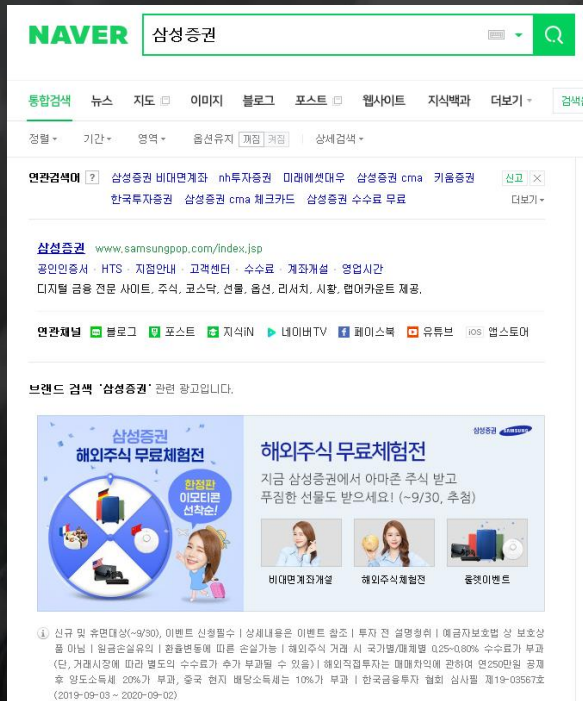 NAVER 삼성증권
통합검색 뉴스 지도 이미지 블로그 포스트 웹사이트 지식백과 더보기 검색
정렬 기간 영역 옵션유지 꺼짐 켜짐 상세검색
연관검색어 ? 삼성증권 비대면계좌 nh투자증권 미래에셋대우 삼성증권 cma 키움증권 신고 X
한국투자증권 삼성증권 cma 체크카드 삼성증권 수수료 무료 더보기
삼성증권 www.samsungpop.com/index.jsp
공인인증서 · HTS · 지점안내 · 고객센터 · 수수료 · 계좌개설 · 영업시간
디지털 금융 전문 사이트, 주식, 코스닥, 선물, 옵션, 리서치, 시황, 랩어카운트 제공.
연관채널 블로그 포스트 지식iN 네이버TV 페이스북 유튜브 iOS 앱스토어
브랜드 검색 '삼성증권' 관련 광고입니다.
삼성증권
해외주식 무료체험전
한정판
이모티콘
선착순!
삼성증권 SAMSUNG
해외주식 무료체험전
지금 삼성증권에서 아마존 주식 받고
푸짐한 선물도 받으세요! (~9/30, 추첨)
비대면계좌개설 해외주식체험전 룰렛이벤트
신규 및 휴면대상(~9/30), 이벤트 신청필수 | 상세내용은 이벤트 참조 | 투자 전 설명청취 | 예금자보호법 상 보호상
품 아님 | 원금손실유의 | 환율변동에 따른 손실가능 | 해외주식 거래 시 국가별/매체별 0.25~0.80% 수수료가 부과
(단, 거래시장에 따라 별도의 수수료가 추가 부과될 수 있음) | 해외직접투자는 매매차익에 관하여 연250만원 공제
후 양도소득세 20%가 부과, 중국 현지 배당소득세는 10%가 부과 | 한국금융투자 협회 심사필 제19-03567호
(2019-09-03 ~ 2020-09-02)